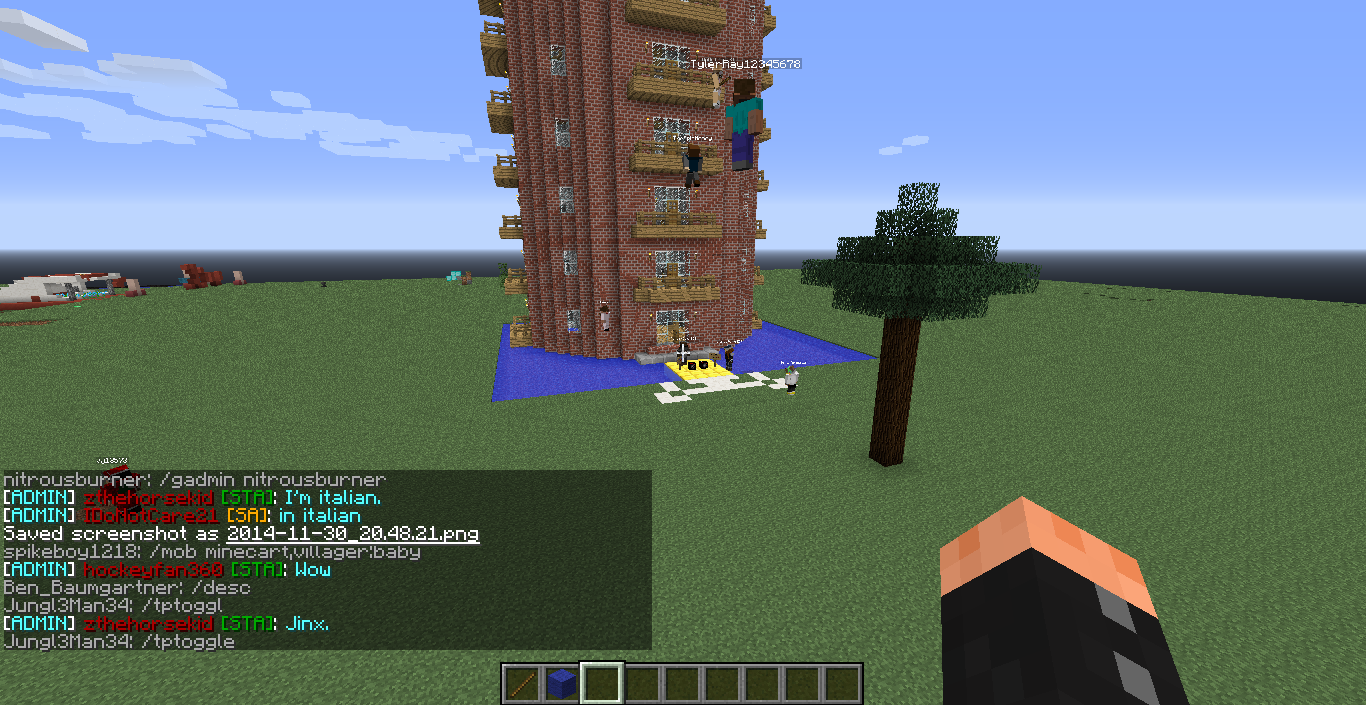 TylerRay12345678
nitrousburner: /gadmin nitrousburner
[ADMIN] zthehorsekid [STA]: I'm italian.
[ADMIN] IDoNotCare21 [SA]: in italian
Saved screenshot as 2014-11-30_20.48.21.png
spikeboy1218: /mob minecart,villager:baby
[ADMIN] hockeyfan360 [STA]: Wow
Ben_Baumgartner: /desc
Jungl3Man34: /tptoggl
[ADMIN] zthehorsekid [STA]: Jinx.
Jungl3Man34: /tptoggle